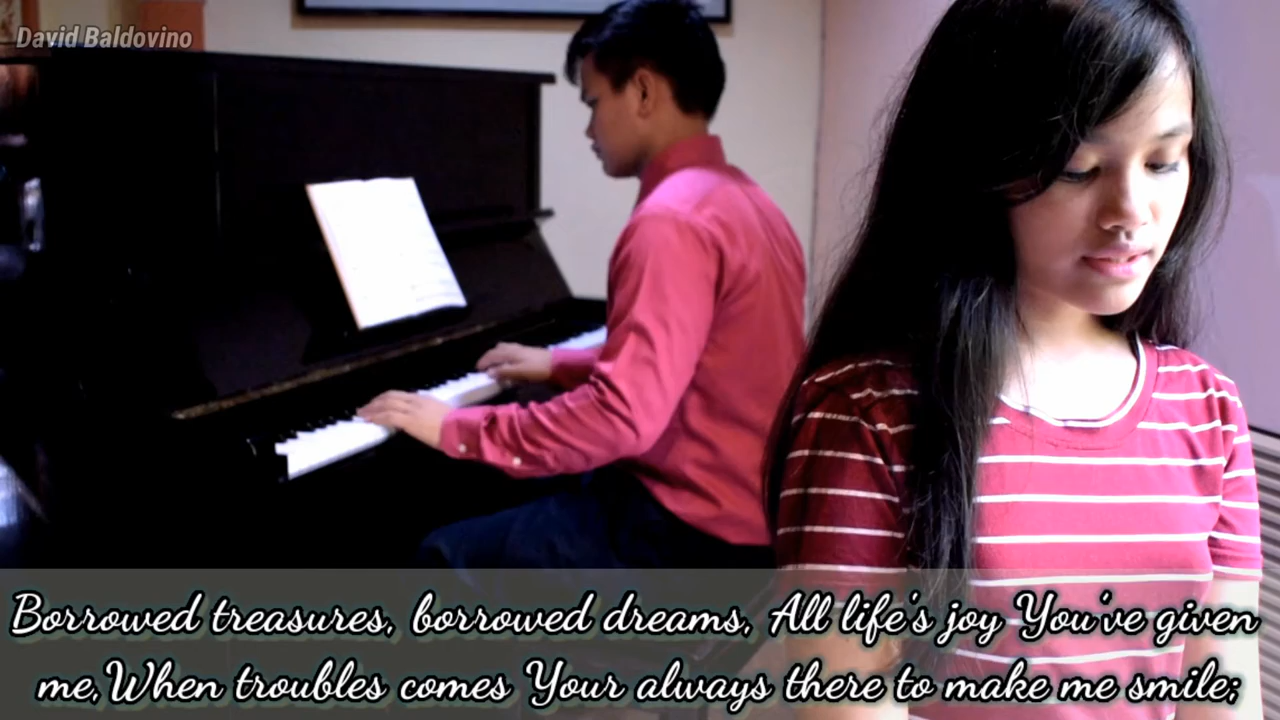 David Baldovino
Borrowed treasures, borrowed dreams, All life's joy You've given
me,When troubles comes Your always there to make me smile;